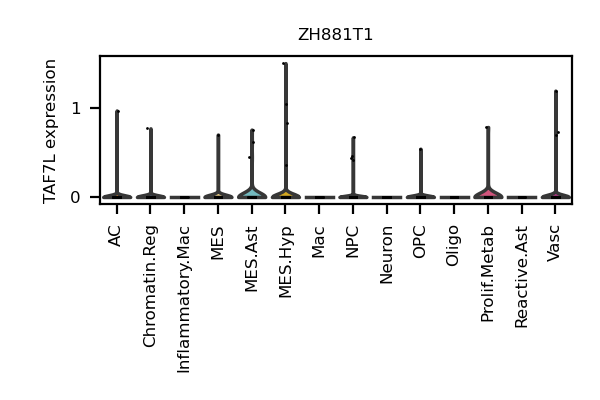 ZH881T1
TAF7L expression
1
0
AC
Chromatin.Reg
Inflammatory.Mac
MES
MES.Ast
MES.Hyp
Mac
NPC
Neuron
OPC
Oligo
Prolif.Metab
Reactive.Ast
Vasc